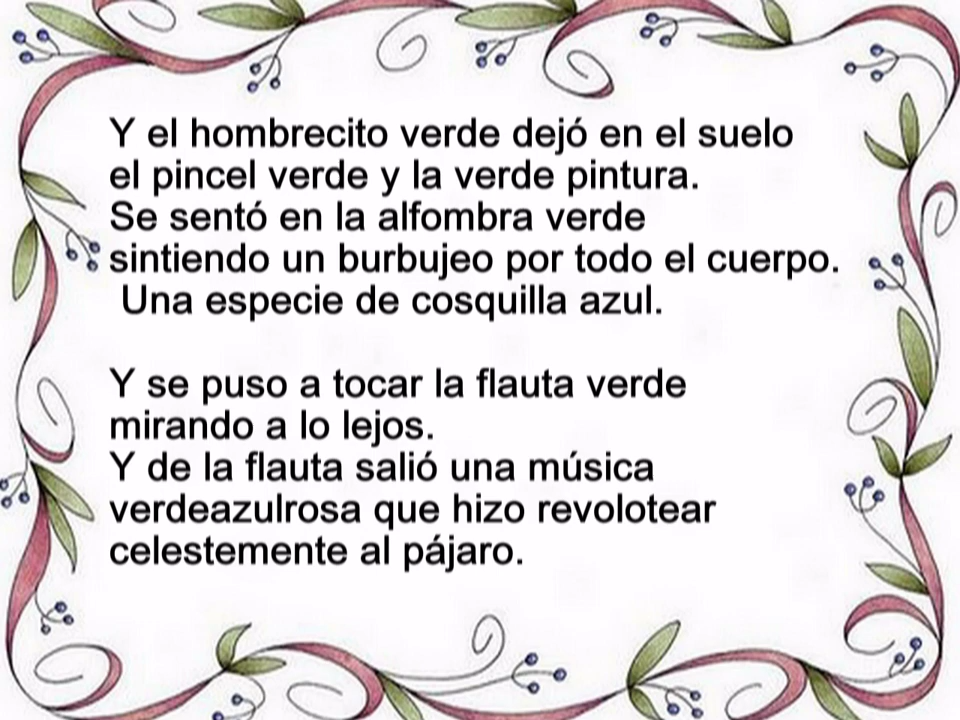 Y el hombrecito verde dejó en el suelo
el pincel verde y la verde pintura.
Se sentó en la alfombra verde
sintiendo un burbujeo por todo el cuerpo.
Una especie de cosquilla azul.
Y se puso a tocar la flauta verde
mirando a lo lejos.
Y de la flauta salió una música
verdeazulrosa que hizo revolotear
celestemente al pájaro.